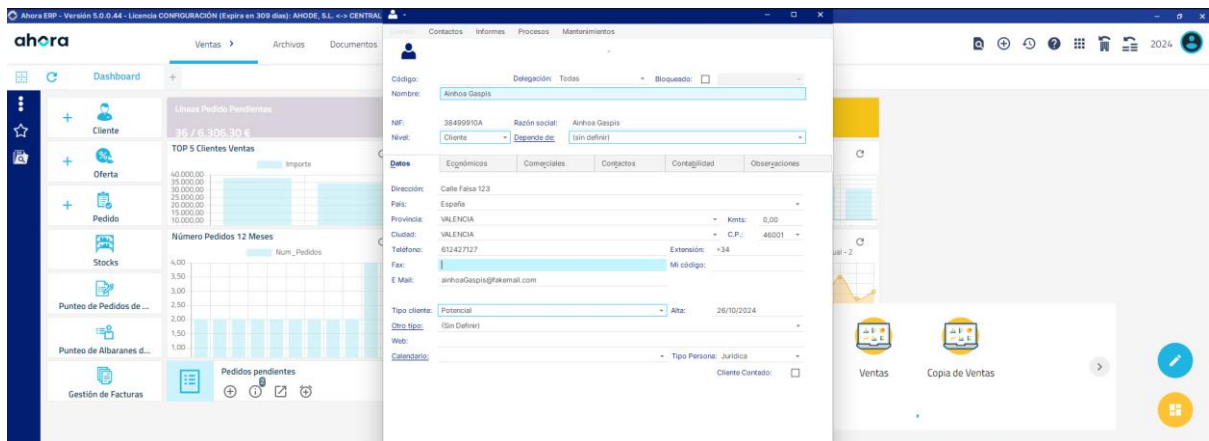 Ahora ERP - Versión 5.0.0.44 - Licencia CONFIGURACIÓN (Expira en 309 días): AHODE, S.L. <-> CENTRAL
ahora
Ventas > Archivos Documentos
2024
Dashboard +
+ Cliente
+ Oferta
+ Pedido
Stocks
Punteo de Pedidos de ...
Punteo de Albaranes d...
Gestión de Facturas
Líneas Pedido Pendientes
36 / 6.306,30 €
TOP 5 Clientes Ventas
Importe
40.000,00
35.000,00
30.000,00
25.000,00
20.000,00
15.000,00
10.000,00
Número Pedidos 12 Meses
Num_Pedidos
4,00
3,50
3,00
2,50
2,00
1,50
1,00
Pedidos pendientes
Contactos Informes Procesos Mantenimientos
Código: Delegación: Todas Bloqueado:
Nombre: Ainhoa Gaspis
NIF: 38499910A Razón social: Ainhoa Gaspis
Nivel: Cliente Depende de: (sin definir)
Datos Económicos Comerciales Contactos Contabilidad Observaciones
Dirección: Calle Falsa 123
País: España
Provincia: VALENCIA Kmts: 0,00
Ciudad: VALENCIA C.P.: 46001
Teléfono: 612427127 Extensión: +34
Fax: Mi código:
E Mail: ainhoaGaspis@fakemail.com
Tipo cliente: Potencial Alta: 26/10/2024
Otro tipo: (Sin Definir)
Web:
Calendario: Tipo Persona: Jurídica
Cliente Contado:
ual - 2
Ventas
Copia de Ventas